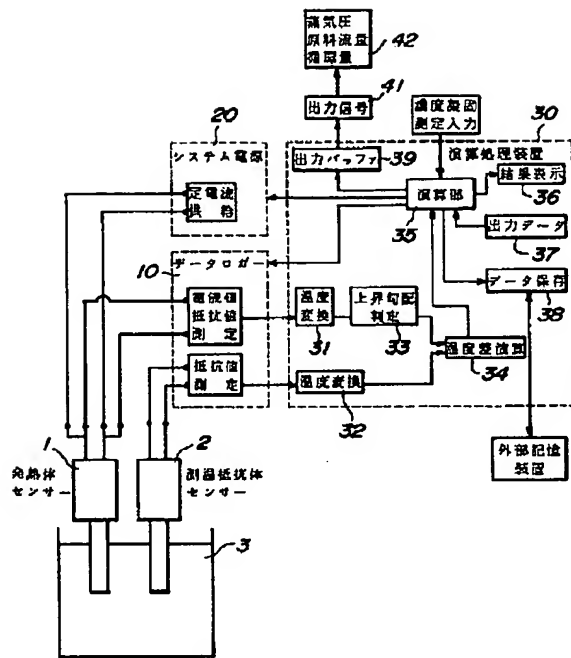 蒸気圧
原料流量
循環量
42
41
出力信号
濃度凝固
測定入力
20
30
システム電源
出力バッファ
39
演算処理装置
定電流
供給
演算部
35
結果表示
36
出力データ
37
10
データロガー
データ保存
38
電流値
抵抗値
測定
温度
変換
31
上昇勾配
判定
33
温度差演算
34
抵抗値
測定
温度変換
32
外部記憶
装置
1
2
発熱体
センサー
測温抵抗体
センサー
3